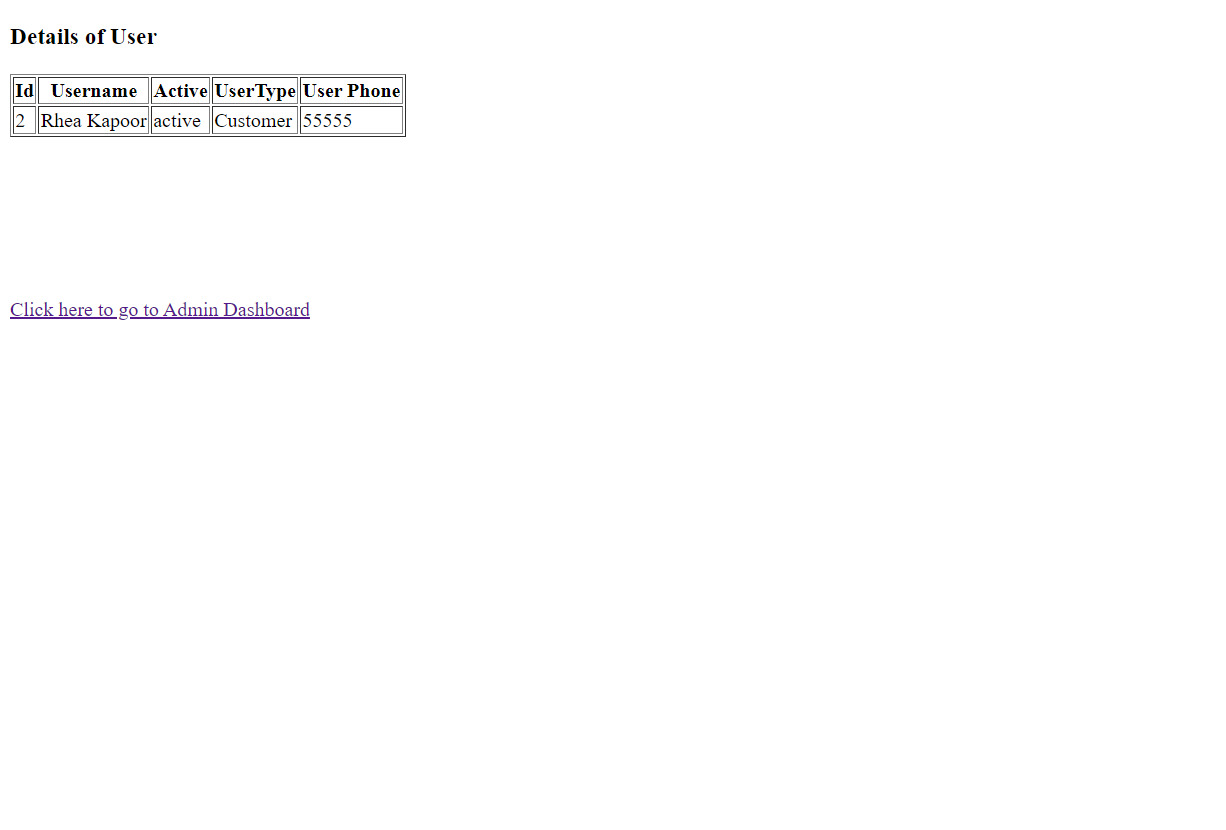 Details of User
Id Username Active UserType User Phone
2 Rhea Kapoor active Customer 55555
Click here to go to Admin Dashboard